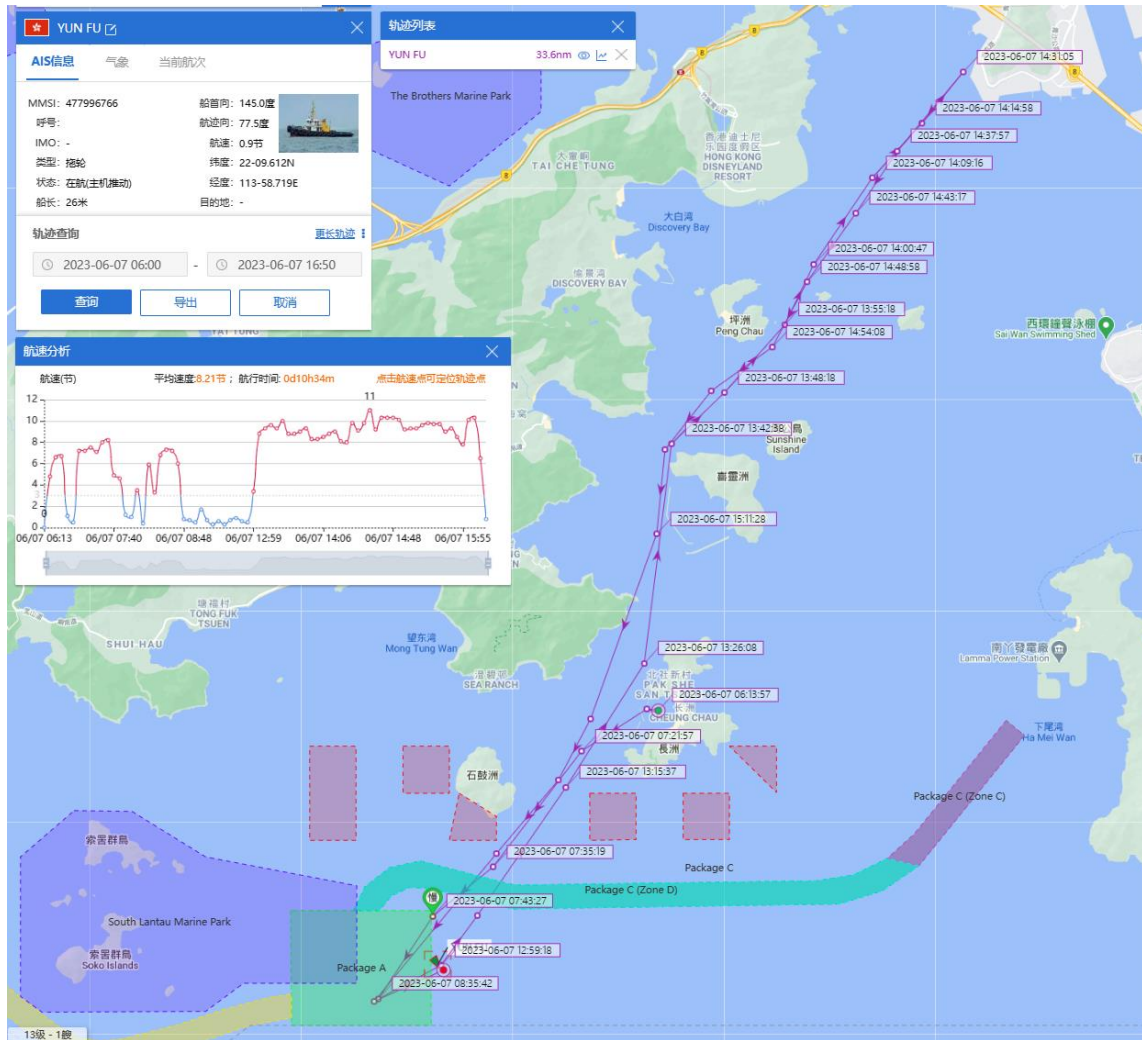 YUN FU
AIS信息 气象 当前航次
MMSI: 477996766 船首向: 145.0度
呼号: 航迹向: 77.5度
IMO: - 航速: 0.9节
类型: 拖轮 纬度: 22-09.612N
状态: 在航(主机推动) 经度: 113-58.719E
船长: 26米 目的地: -
轨迹查询 更长轨迹
2023-06-07 06:00 - 2023-06-07 16:50
查询 导出 取消
轨迹列表
YUN FU 33.6nm
航速分析
航速(节) 平均速度:8.21节 ; 航行时间: 0d10h34m 点击航速点可定位轨迹点
11
12
10
8
6
4
3
2
0
0
06/07 06:13 06/07 07:40 06/07 08:48 06/07 12:59 06/07 14:06 06/07 14:48 06/07 15:55
The Brothers Marine Park
大輋峒
TAI CHE TUNG
香港迪士尼
乐园度假区
HONG KONG
DISNEYLAND
RESORT
大白湾
Discovery Bay
愉景湾
DISCOVERY BAY
坪洲
Peng Chau
西環鐘聲泳棚
Sai Wan Swimming Shed
Sunshine
Island
喜靈洲
2023-06-07 14:31:05
2023-06-07 14:14:58
2023-06-07 14:37:57
2023-06-07 14:09:16
2023-06-07 14:43:17
2023-06-07 14:00:47
2023-06-07 14:48:58
2023-06-07 13:55:18
2023-06-07 14:54:08
2023-06-07 13:48:18
2023-06-07 13:42:38
2023-06-07 15:11:28
2023-06-07 13:26:08
2023-06-07 06:13:57
2023-06-07 07:21:57
2023-06-07 13:15:37
2023-06-07 07:35:19
2023-06-07 07:43:27
2023-06-07 12:59:18
2023-06-07 08:35:42
塘福村
TONG FUK
TSUEN
SHUI HAU
望东湾
Mong Tung Wan
SEA RANCH
北社新村
PAK SHE
长洲
CHEUNG CHAU
長洲
石鼓洲
南丫發電廠
Lamma Power Station
下尾湾
Ha Mei Wan
Package C (Zone C)
Package C
Package C (Zone D)
索罟群島
South Lantau Marine Park
索罟群島
Soko Islands
Package A
慢
13级 - 1艘